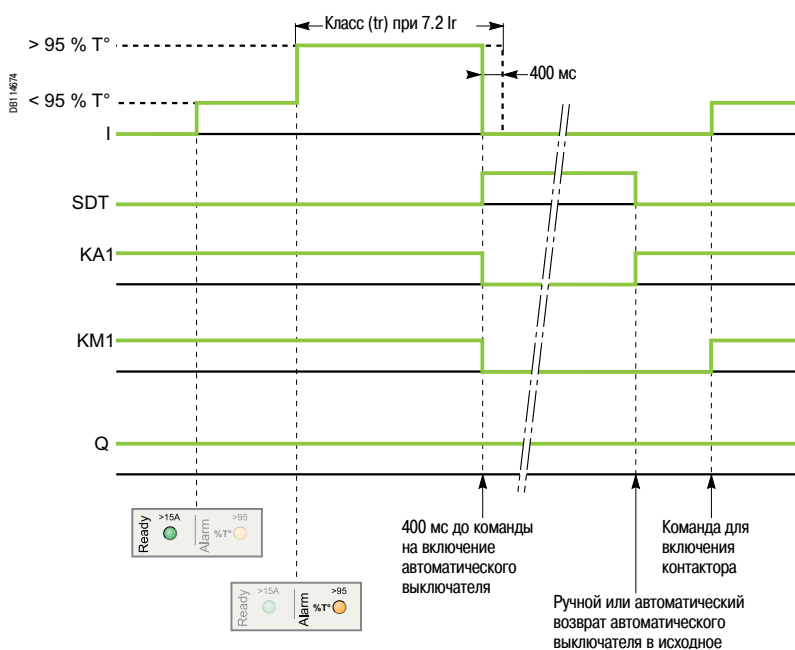 Класс (tr) при 7.2 Ir
> 95 % T°
400 мс
< 95 % T°
DB114674
I
SDT
KA1
KM1
Q
Ready
>15A
Alarm
>95
%T°
400 мс до команды
на включение
автоматического
выключателя
Команда для
включения
контактора
Ready
>15A
Alarm
>95
%T°
Ручной или автоматический
возврат автоматического
выключателя в исходное